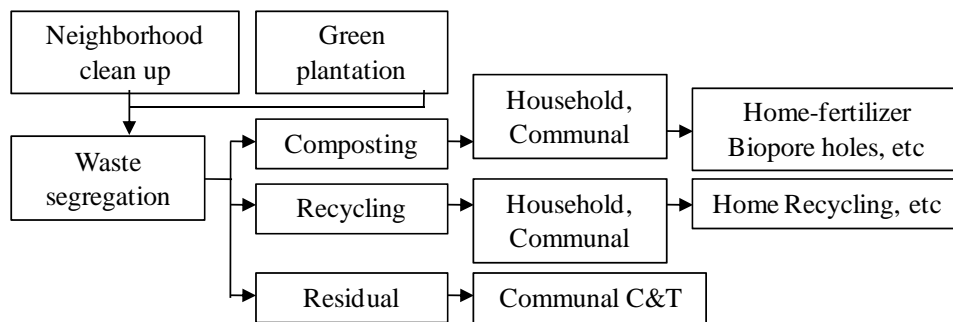 Neighborhood
clean up
Green
plantation
Waste
segregation
Composting
Household,
Communal
Home-fertilizer
Biopore holes, etc
Recycling
Household,
Communal
Home Recycling, etc
Residual
Communal C&T